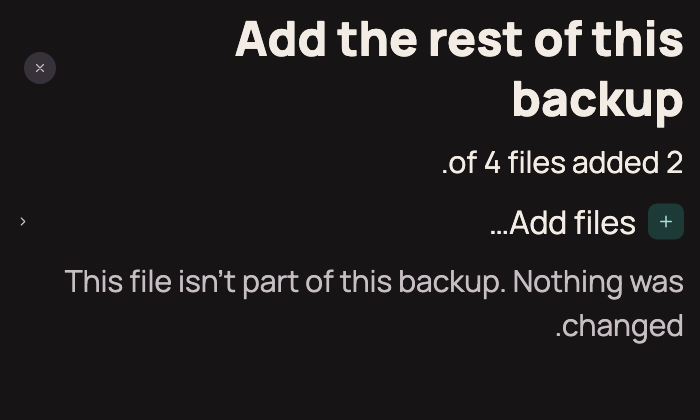 Add the rest of this
backup
.of 4 files added 2
…Add files
This file isn't part of this backup. Nothing was
.changed